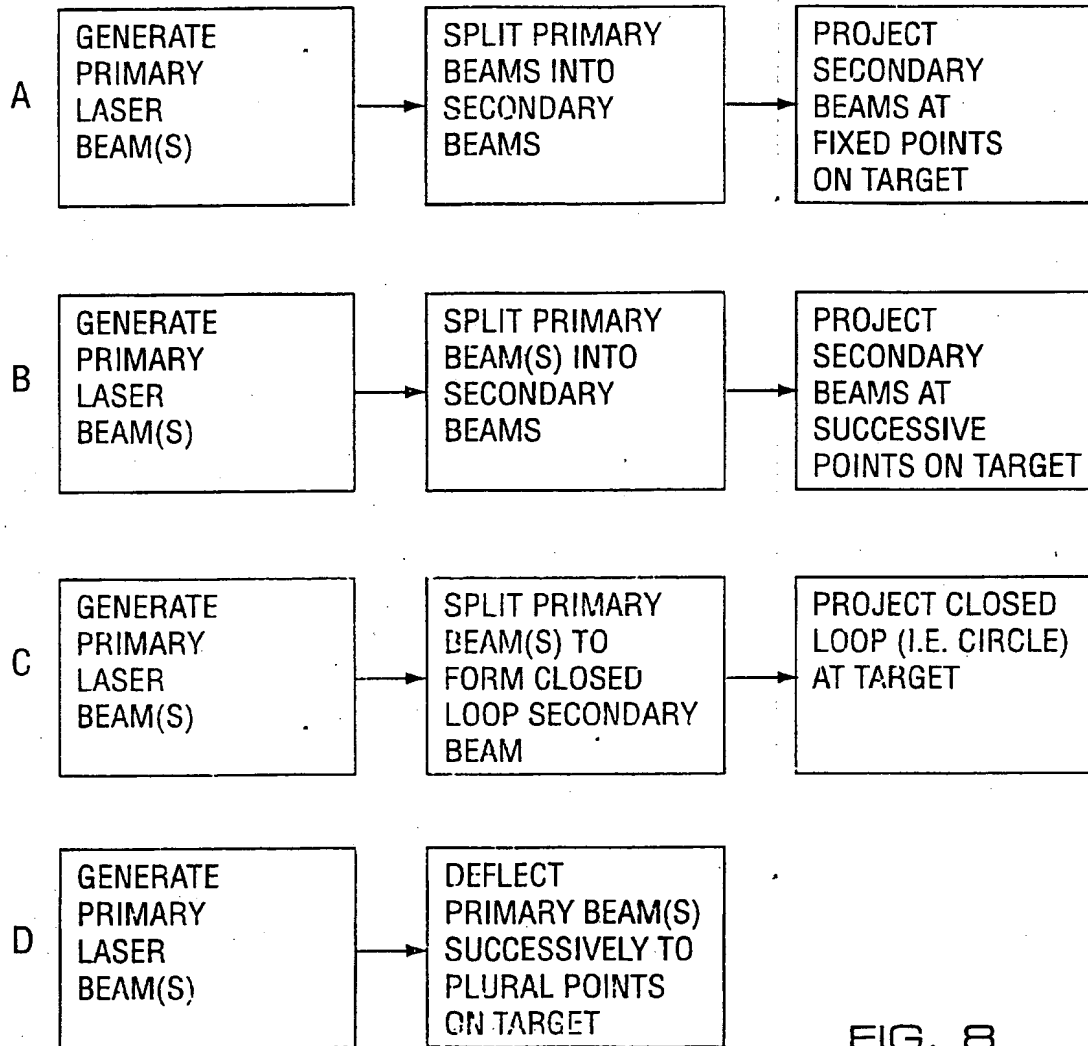 A
GENERATE
PRIMARY
LASER
BEAM(S)
SPLIT PRIMARY
BEAMS INTO
SECONDARY
BEAMS
PROJECT
SECONDARY
BEAMS AT
FIXED POINTS
ON TARGET
B
GENERATE
PRIMARY
LASER
BEAM(S)
SPLIT PRIMARY
BEAM(S) INTO
SECONDARY
BEAMS
PROJECT
SECONDARY
BEAMS AT
SUCCESSIVE
POINTS ON TARGET
C
GENERATE
PRIMARY
LASER
BEAM(S)
SPLIT PRIMARY
BEAM(S) TO
FORM CLOSED
LOOP SECONDARY
BEAM
PROJECT CLOSED
LOOP (I.E. CIRCLE)
AT TARGET
D
GENERATE
PRIMARY
LASER
BEAM(S)
DEFLECT
PRIMARY BEAM(S)
SUCCESSIVELY TO
PLURAL POINTS
ON TARGET
FIG. 8